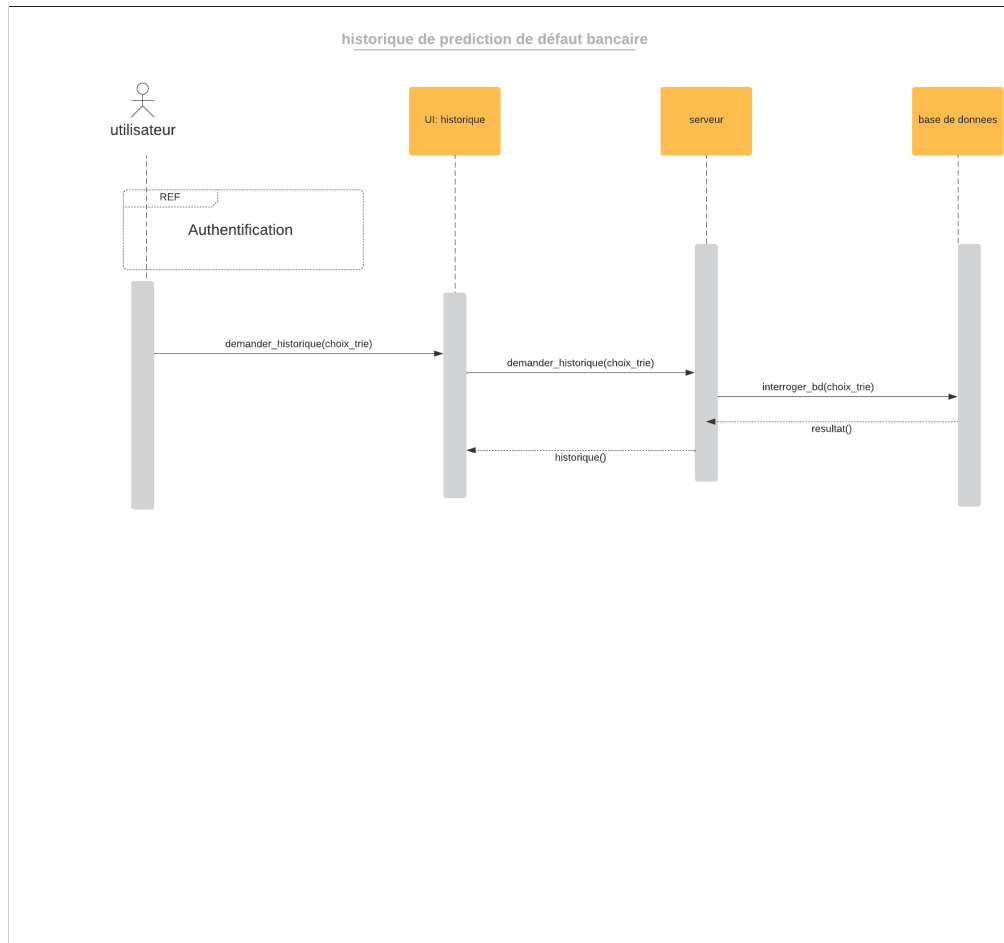 historique de prediction de défaut bancaire
utilisateur
UI: historique
serveur
base de donnees
REF
Authentification
demander_historique(choix_trie)
demander_historique(choix_trie)
interroger_bd(choix_trie)
resultat()
historique()